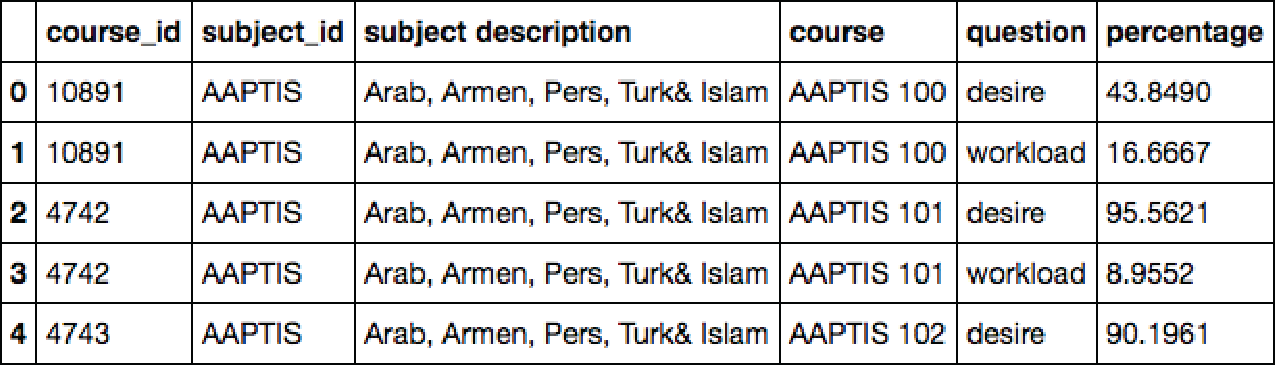 course_id subject_id subject description course question percentage
0 10891 AAPTIS Arab, Armen, Pers, Turk& Islam AAPTIS 100 desire 43.8490
1 10891 AAPTIS Arab, Armen, Pers, Turk& Islam AAPTIS 100 workload 16.6667
2 4742 AAPTIS Arab, Armen, Pers, Turk& Islam AAPTIS 101 desire 95.5621
3 4742 AAPTIS Arab, Armen, Pers, Turk& Islam AAPTIS 101 workload 8.9552
4 4743 AAPTIS Arab, Armen, Pers, Turk& Islam AAPTIS 102 desire 90.1961